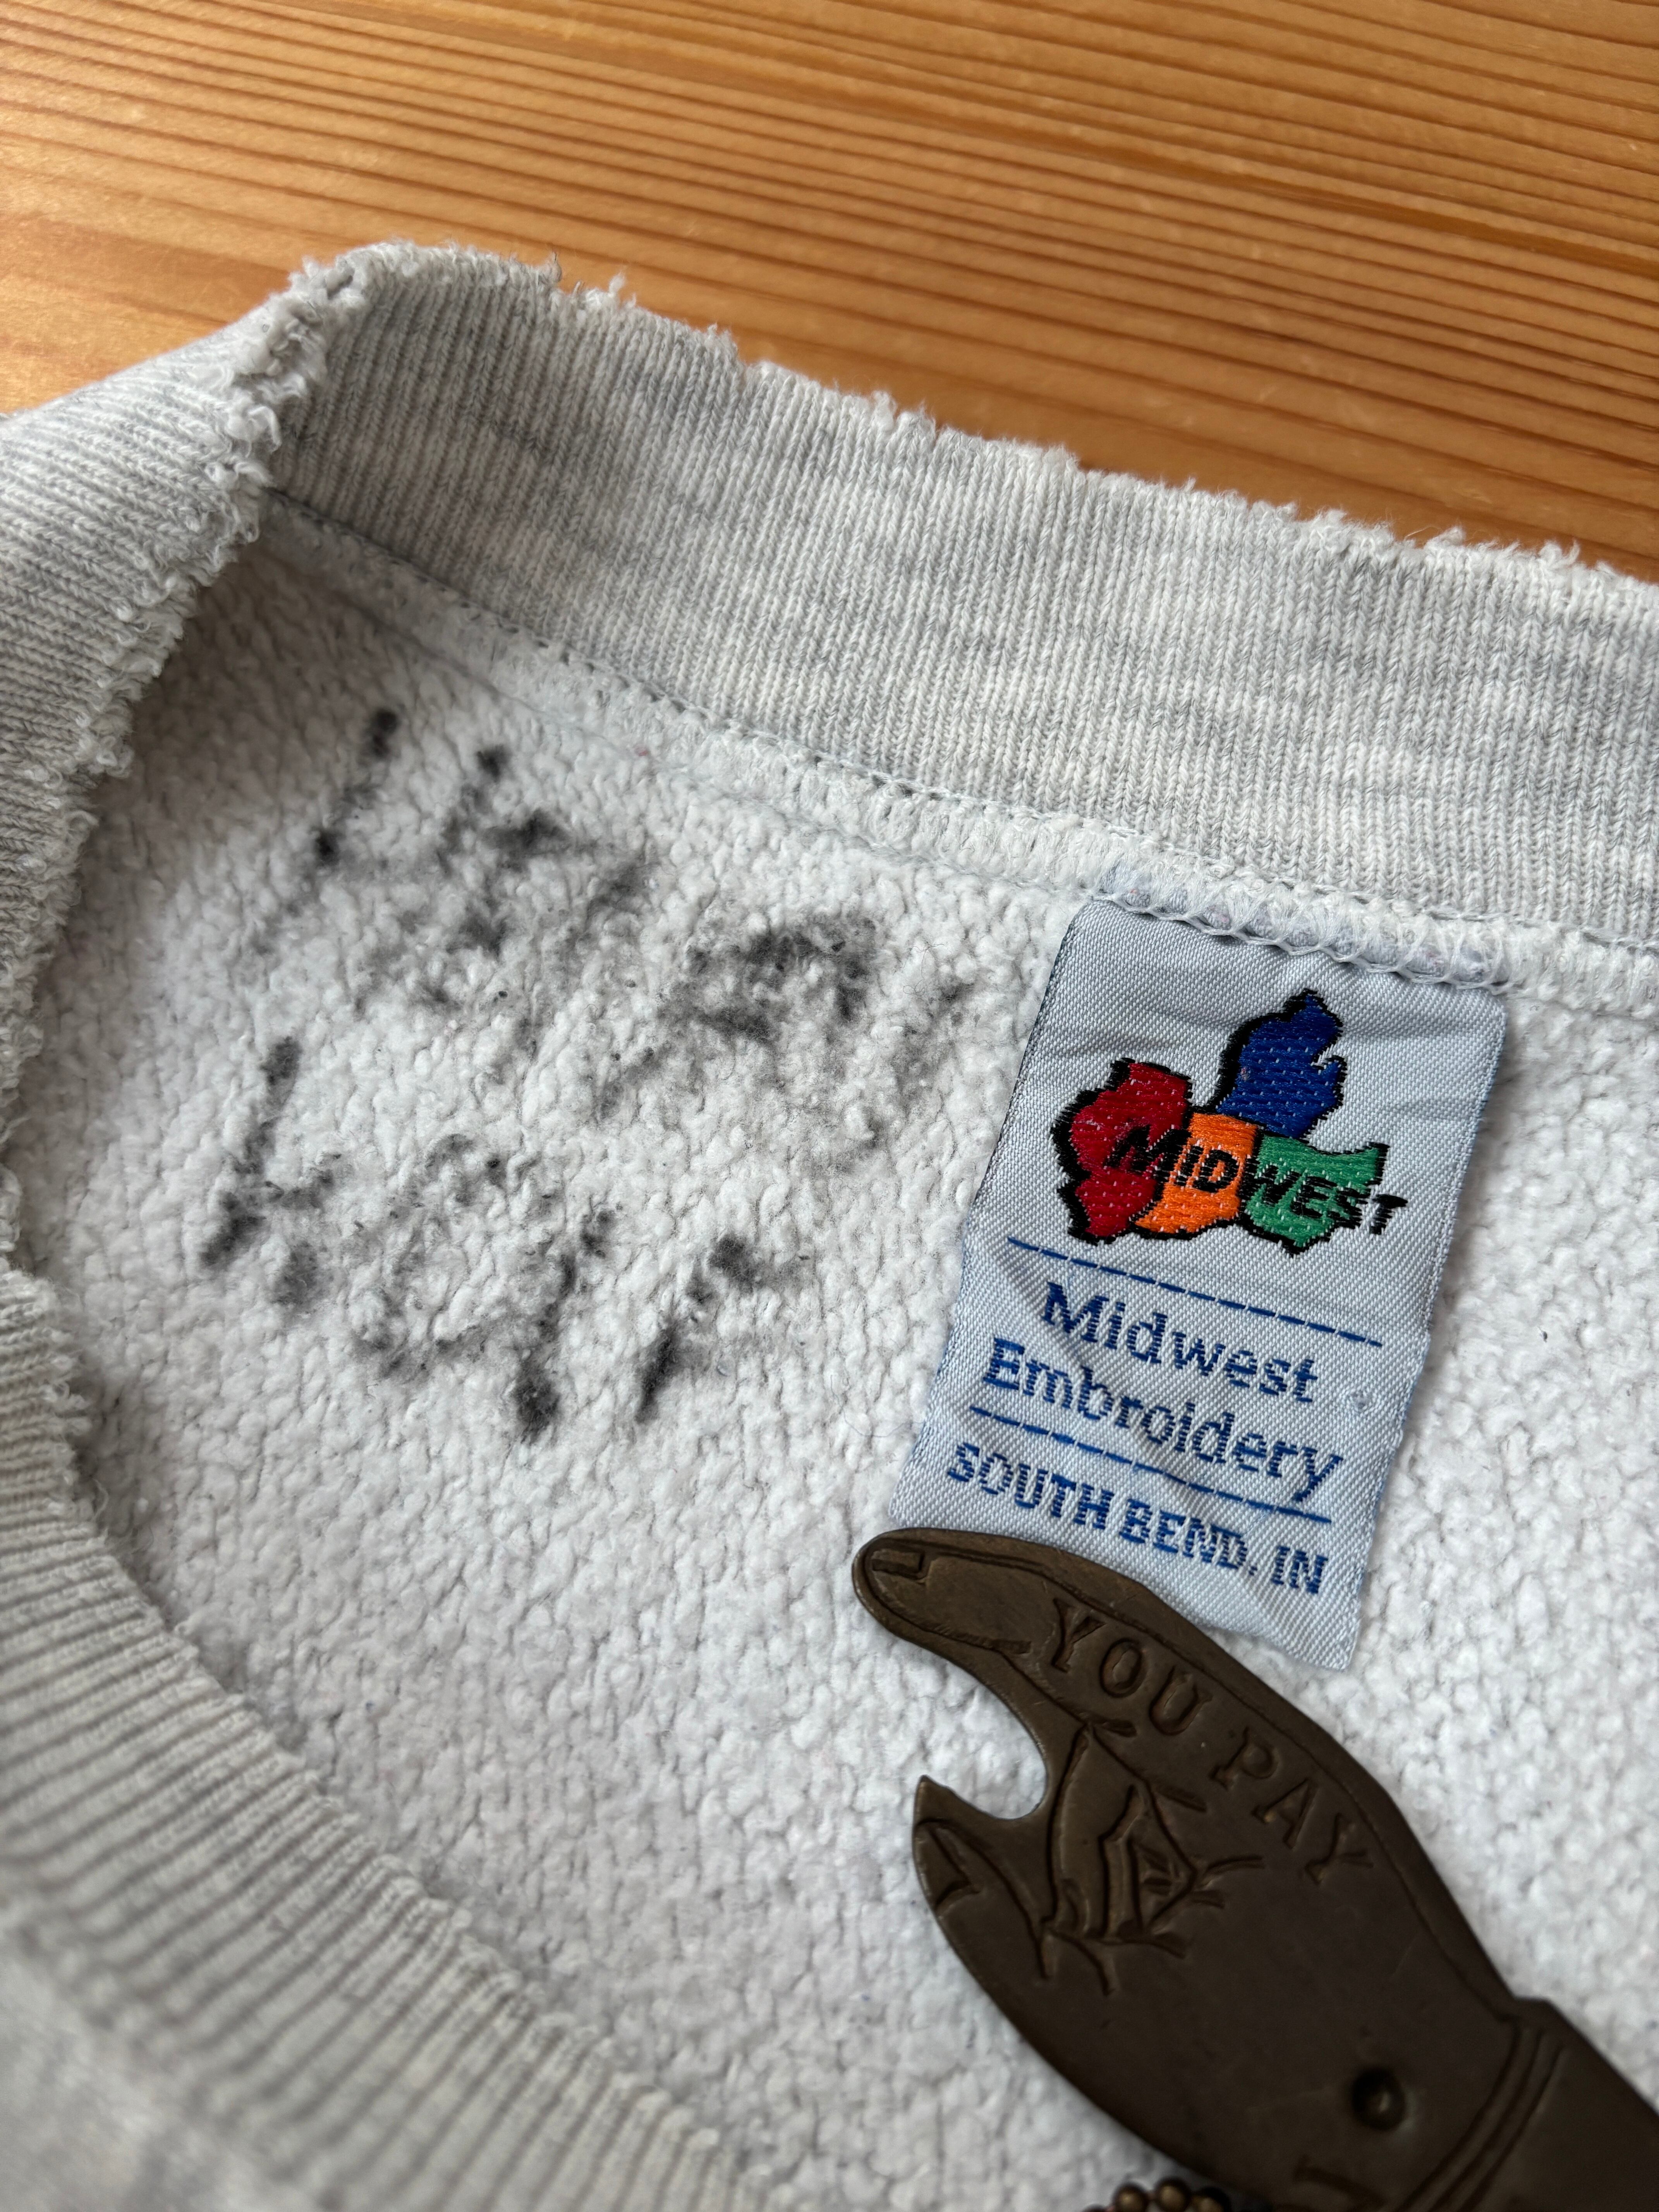 MIDWEST
Midwest
Embroidery
SOUTH BEND, IN
YOU PAY